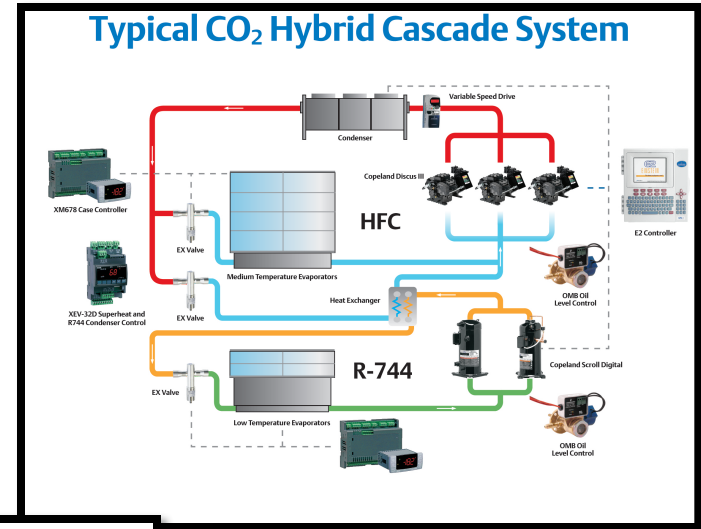 Typical CO₂ Hybrid Cascade System
Variable Speed Drive
Condenser
Copeland Discus III
XM678 Case Controller
HFC
E2 Controller
EX Valve
Medium Temperature Evaporators
Heat Exchanger
OMB Oil
Level Control
XEV-32D Superheat and
R744 Condenser Control
EX Valve
R-744
Copeland Scroll Digital
EX Valve
Low Temperature Evaporators
OMB Oil
Level Control